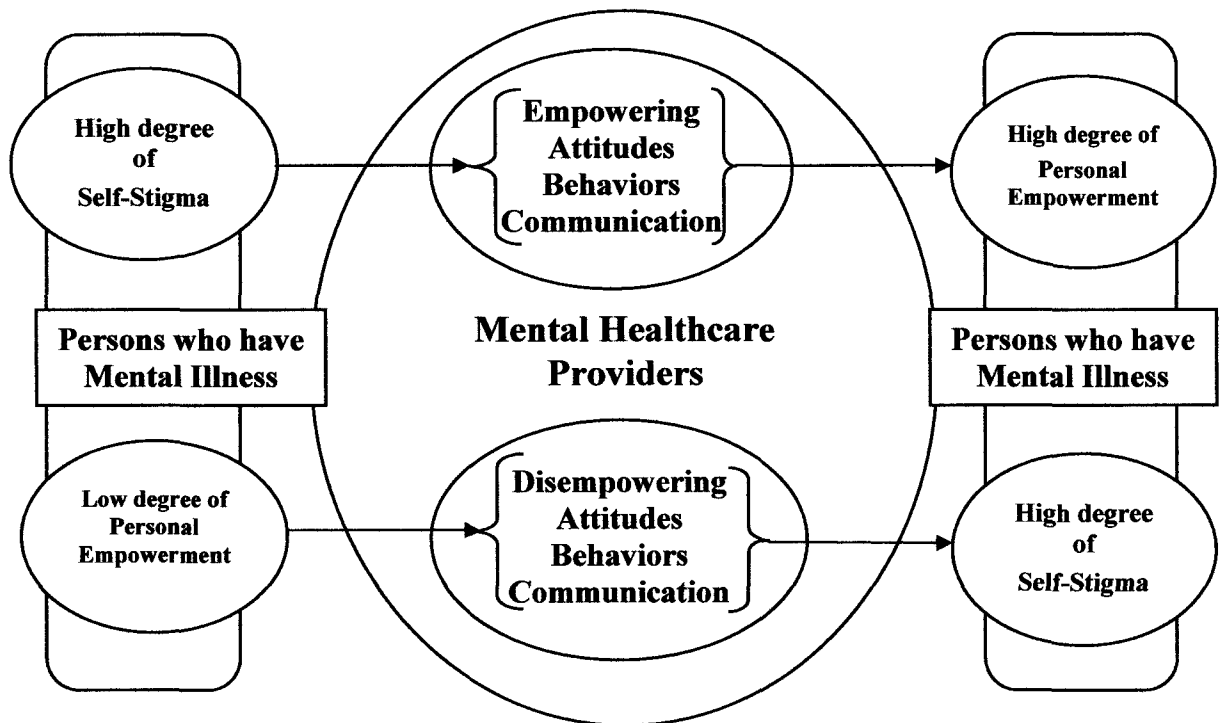 High degree
of
Self-Stigma
Persons who have
Mental Illness
Low degree of
Personal
Empowerment
Empowering
Attitudes
Behaviors
Communication
Mental Healthcare
Providers
Disempowering
Attitudes
Behaviors
Communication
High degree of
Personal
Empowerment
Persons who have
Mental Illness
High degree
of
Self-Stigma